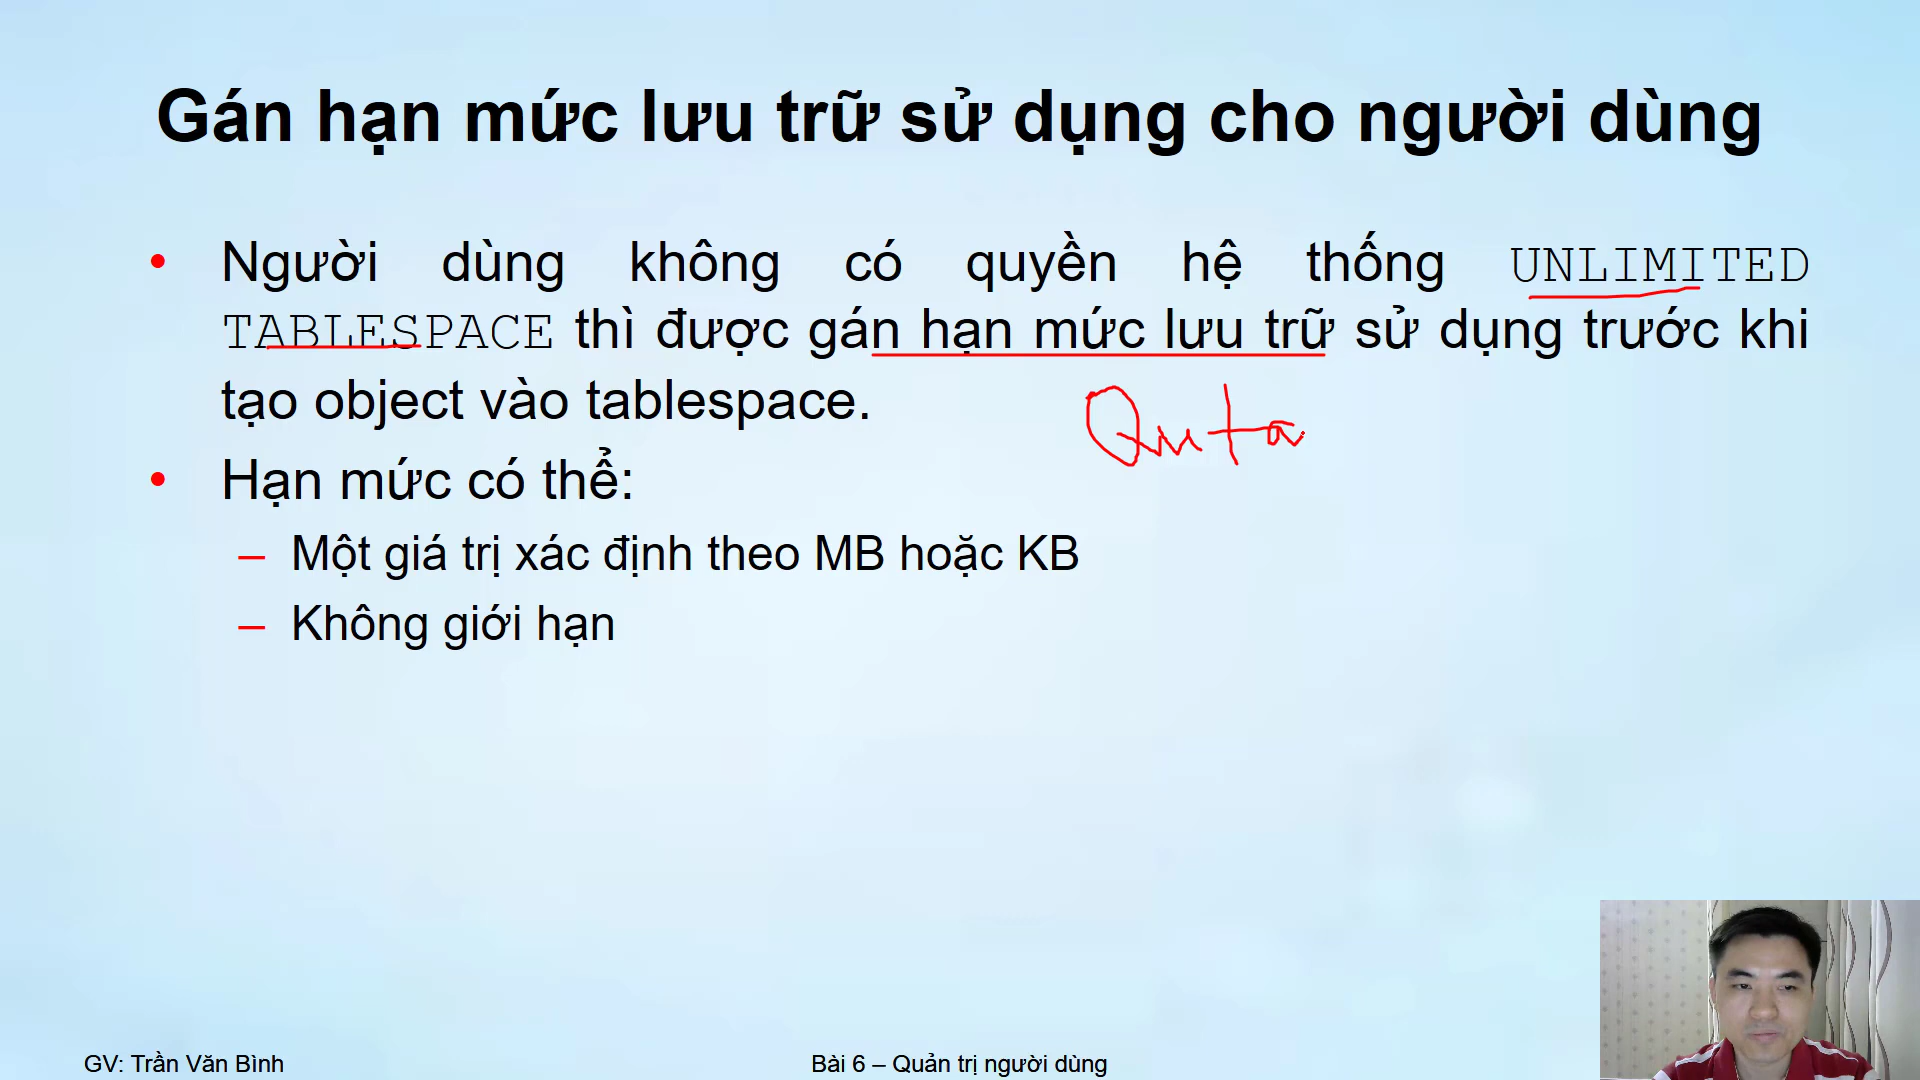 Gán hạn mức lưu trữ sử dụng cho người dùng
• Người dùng không có quyền hệ thống UNLIMITED
TABLESPACE thì được gán hạn mức lưu trữ sử dụng trước khi
tạo object vào tablespace.
Quta
• Hạn mức có thể:
– Một giá trị xác định theo MB hoặc KB
– Không giới hạn
GV: Trần Văn Bình
Bài 6 – Quản trị người dùng